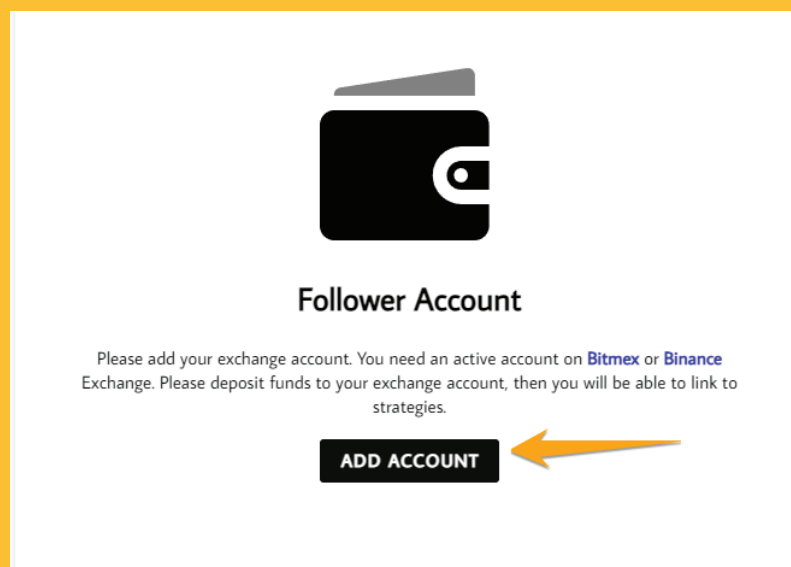 Follower Account
Please add your exchange account. You need an active account on Bitmex or Binance
Exchange. Please deposit funds to your exchange account, then you will be able to link to
strategies.
ADD ACCOUNT